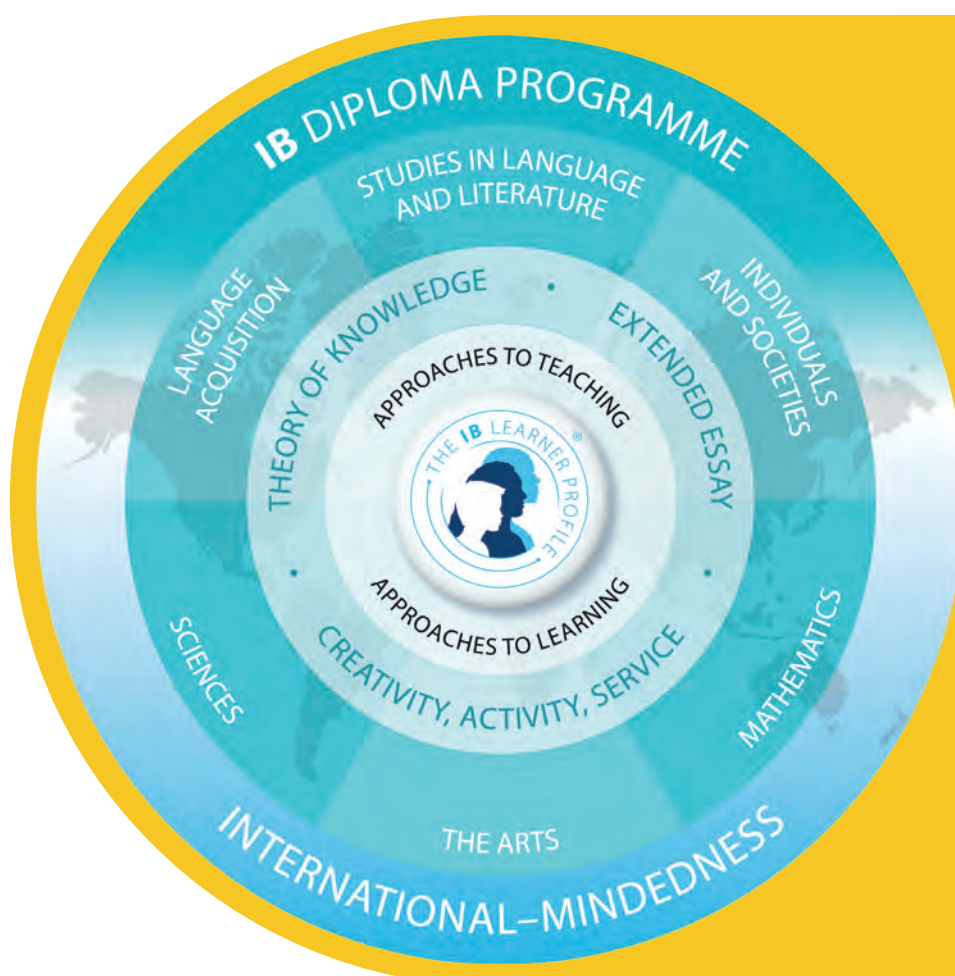 IB DIPLOMA PROGRAMME
STUDIES IN LANGUAGE
AND LITERATURE
LANGUAGE
ACQUISITION
INDIVIDUALS
AND SOCIETIES
THEORY OF KNOWLEDGE
·
EXTENDED ESSAY
APPROACHES TO TEACHING
THE IB LEARNER PROFILE
®
APPROACHES TO LEARNING
·
CREATIVITY, ACTIVITY, SERVICE
·
SCIENCES
MATHEMATICS
THE ARTS
INTERNATIONAL–MINDEDNESS